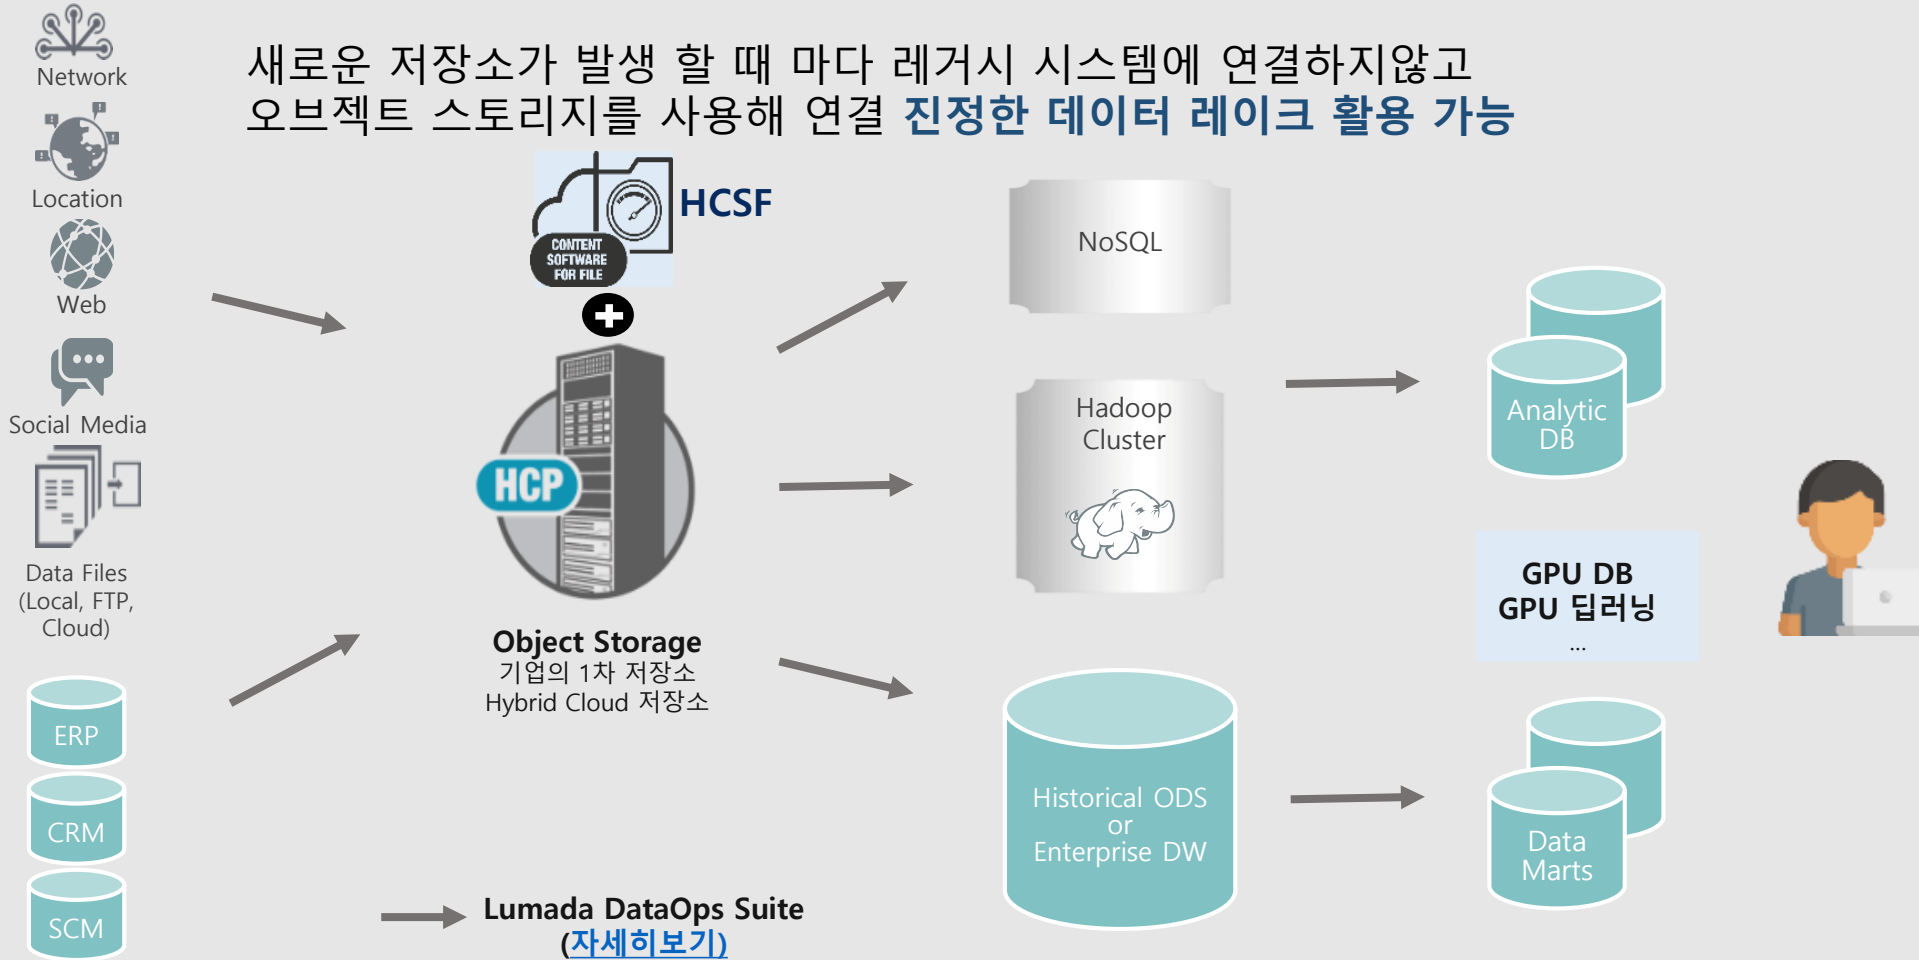 새로운 저장소가 발생 할 때 마다 레거시 시스템에 연결하지않고
오브젝트 스토리지를 사용해 연결 진정한 데이터 레이크 활용 가능
Network
Location
Web
Social Media
Data Files
(Local, FTP,
Cloud)
ERP
CRM
SCM
CONTENT
SOFTWARE
FOR FILE
HCSF
HCP
Object Storage
기업의 1차 저장소
Hybrid Cloud 저장소
Lumada DataOps Suite
(자세히보기)
NoSQL
Hadoop
Cluster
Historical ODS
or
Enterprise DW
Analytic
DB
GPU DB
GPU 딥러닝
...
Data
Marts